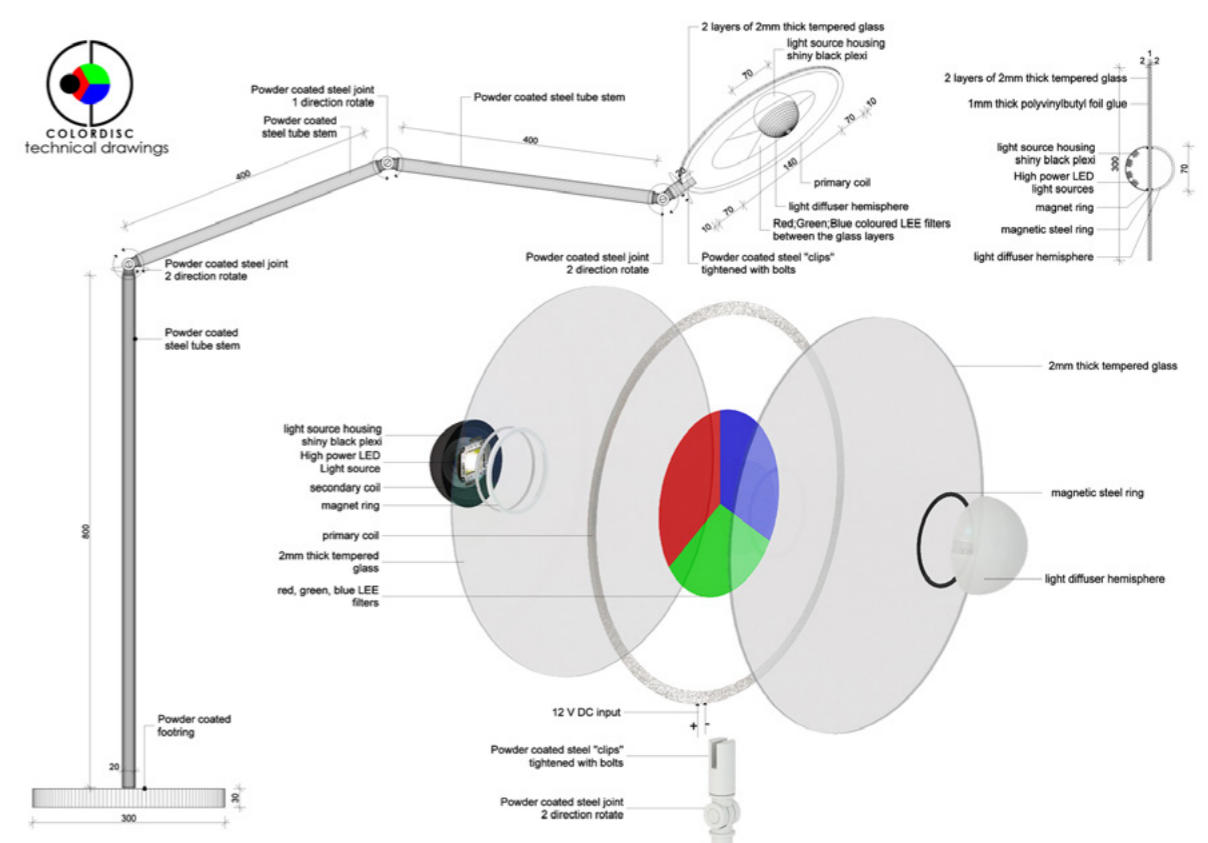 COLORDISC
technical drawings
Powder coated steel joint
1 direction rotate
Powder coated
steel tube stem
400
Powder coated steel tube stem
400
2 layers of 2mm thick tempered glass
light source housing
shiny black plexi
70
10
70
140
20
primary coil
light diffuser hemisphere
70
10
Red;Green;Blue coloured LEE filters
between the glass layers
Powder coated steel joint
2 direction rotate
Powder coated steel "clips"
tightened with bolts
1
2 2
2 layers of 2mm thick tempered glass
1mm thick polyvinylbutyl foil glue
light source housing
shiny black plexi
High power LED
light sources
magnet ring
magnetic steel ring
light diffuser hemisphere
300
70
Powder coated steel joint
2 direction rotate
Powder coated
steel tube stem
800
Powder coated
footring
20
30
300
light source housing
shiny black plexi
High power LED
Light source
secondary coil
magnet ring
primary coil
2mm thick tempered
glass
red, green, blue LEE
filters
2mm thick tempered glass
magnetic steel ring
light diffuser hemisphere
12 V DC input
+ -
Powder coated steel "clips"
tightened with bolts
Powder coated steel joint
2 direction rotate